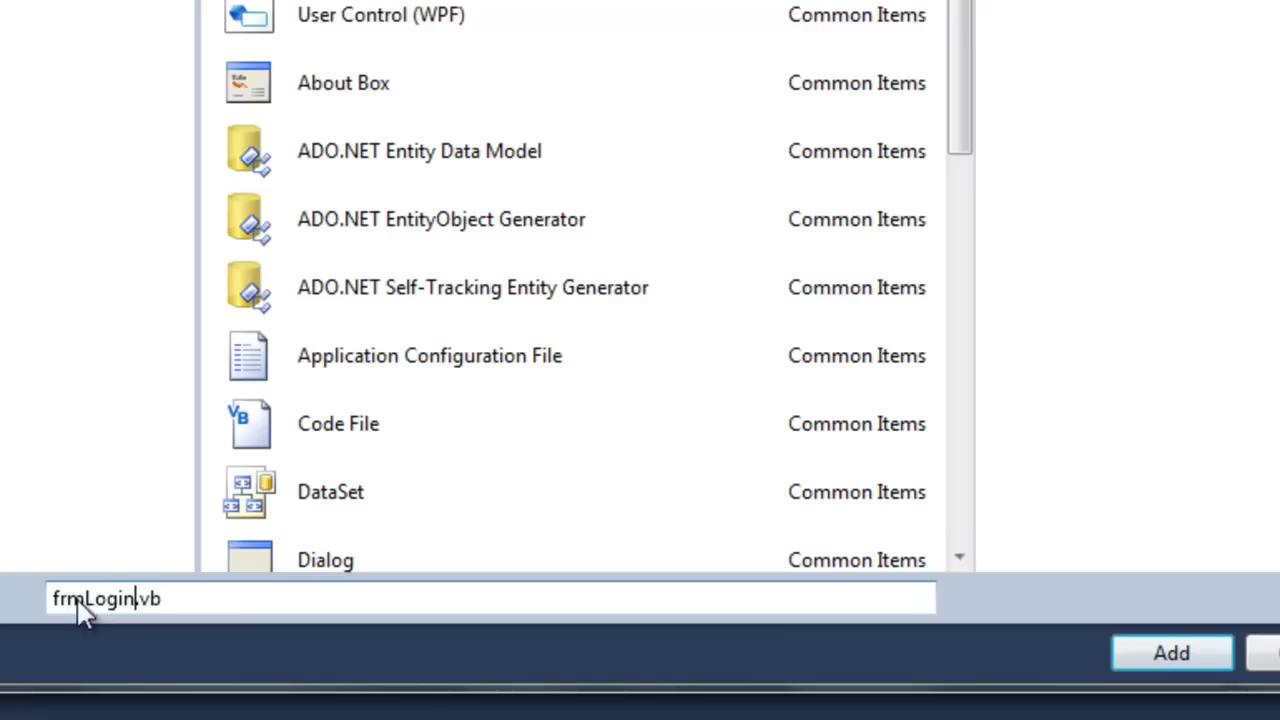 User Control (WPF) Common Items
About Box Common Items
ADO.NET Entity Data Model Common Items
ADO.NET EntityObject Generator Common Items
ADO.NET Self-Tracking Entity Generator Common Items
Application Configuration File Common Items
VB
Code File Common Items
DataSet Common Items
Dialog Common Items
frmLogin.vb
Add